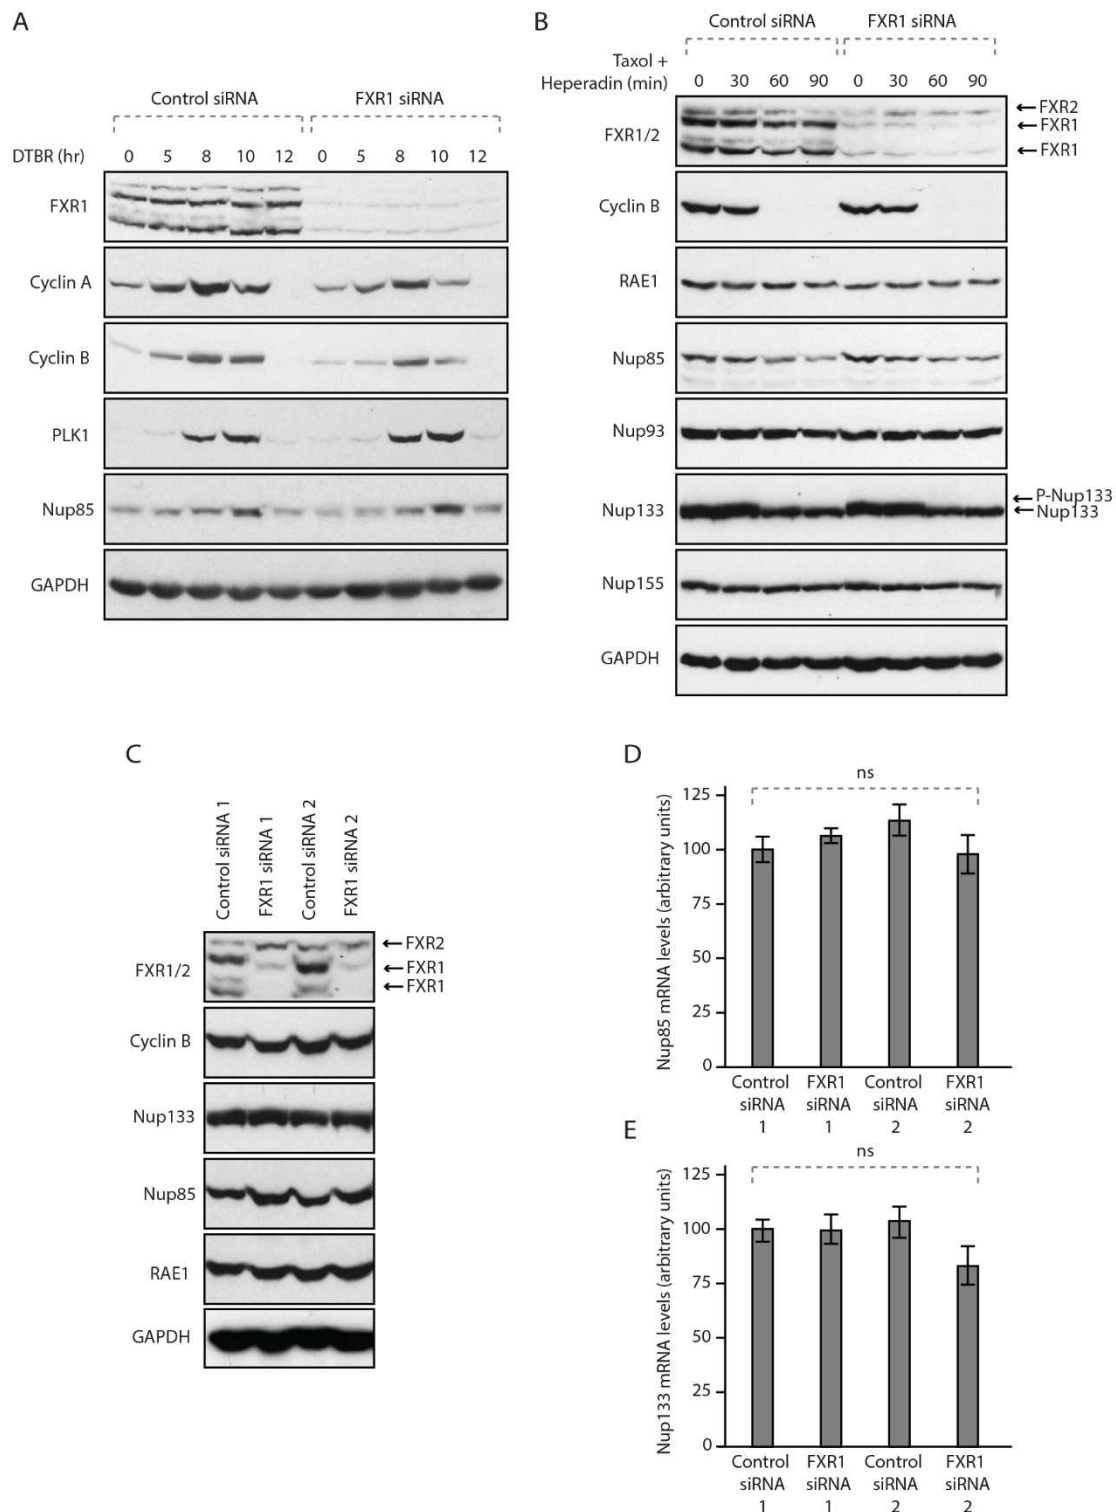 A
Control siRNA FXR1 siRNA
DTBR (hr) 0 5 8 10 12 0 5 8 10 12
FXR1
Cyclin A
Cyclin B
PLK1
Nup85
GAPDH
B
Control siRNA FXR1 siRNA
Taxol +
Heperadin (min) 0 30 60 90 0 30 60 90
FXR1/2 ←FXR2
←FXR1
←FXR1
Cyclin B
RAE1
Nup85
Nup93
Nup133 ←P-Nup133
←Nup133
Nup155
GAPDH
C
Control siRNA 1
FXR1 siRNA 1
Control siRNA 2
FXR1 siRNA 2
FXR1/2 ←FXR2
←FXR1
←FXR1
Cyclin B
Nup133
Nup85
RAE1
GAPDH
D
ns
Nup85 mRNA levels (arbitrary units)
125
100
75
50
25
0
Control FXR1 Control FXR1
siRNA siRNA siRNA siRNA
1 1 2 2
E
ns
Nup133 mRNA levels (arbitrary units)
125
100
75
50
25
0
Control FXR1 Control FXR1
siRNA siRNA siRNA siRNA
1 1 2 2